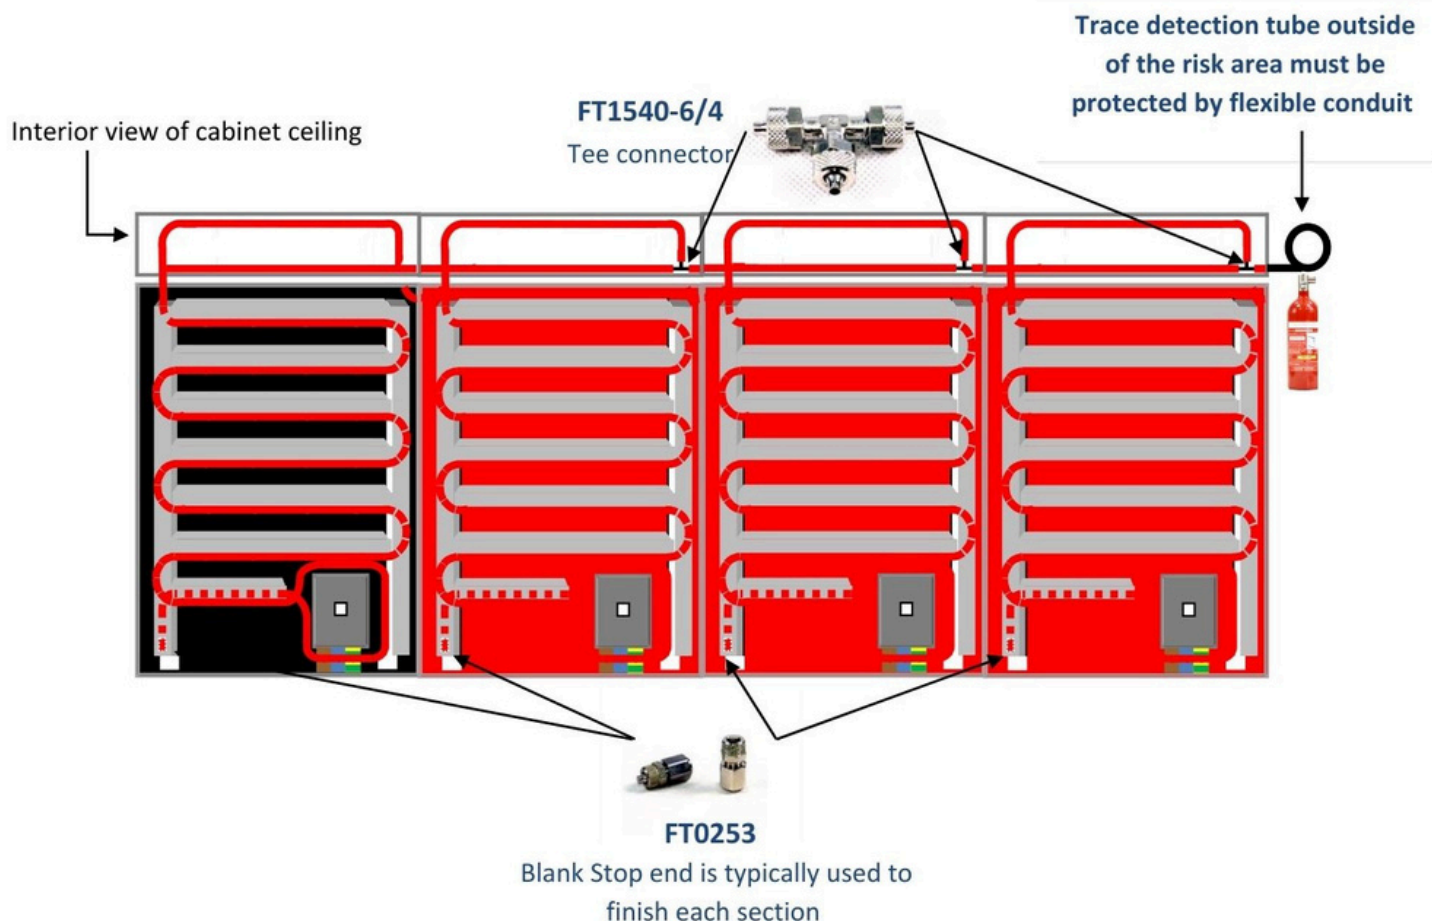 Trace detection tube outside
of the risk area must be
protected by flexible conduit
FT1540-6/4
Tee connector
Interior view of cabinet ceiling
FT0253
Blank Stop end is typically used to
finish each section